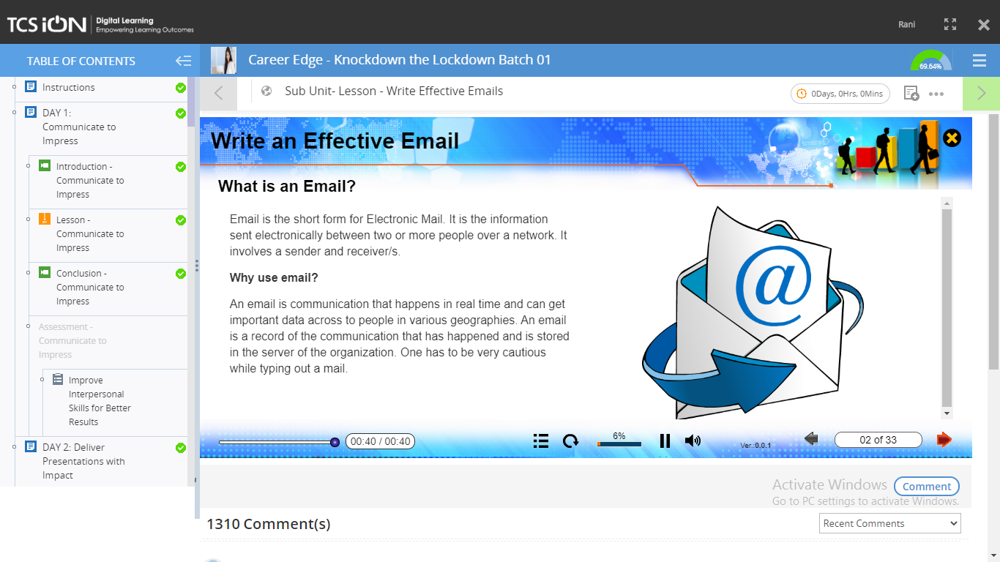 TCS iON
Digital Learning
Empowering Learning Outcomes
Rani
TABLE OF CONTENTS
Career Edge - Knockdown the Lockdown Batch 01
69.64%
Instructions
DAY 1:
Communicate to
Impress
Introduction -
Communicate to
Impress
Lesson -
Communicate to
Impress
Conclusion -
Communicate to
Impress
Assessment -
Communicate to
Impress
Improve
Interpersonal
Skills for Better
Results
DAY 2: Deliver
Presentations with
Impact
Sub Unit- Lesson - Write Effective Emails
0Days, 0Hrs, 0Mins
Write an Effective Email
What is an Email?
Email is the short form for Electronic Mail. It is the information
sent electronically between two or more people over a network. It
involves a sender and receiver/s.
Why use email?
An email is communication that happens in real time and can get
important data across to people in various geographies. An email
is a record of the communication that has happened and is stored
in the server of the organization. One has to be very cautious
while typing out a mail.
@
00:40 / 00:40
6%
Ver.:0.0.1
02 of 33
Activate Windows
Go to PC settings to activate Windows.
Comment
1310 Comment(s)
Recent Comments